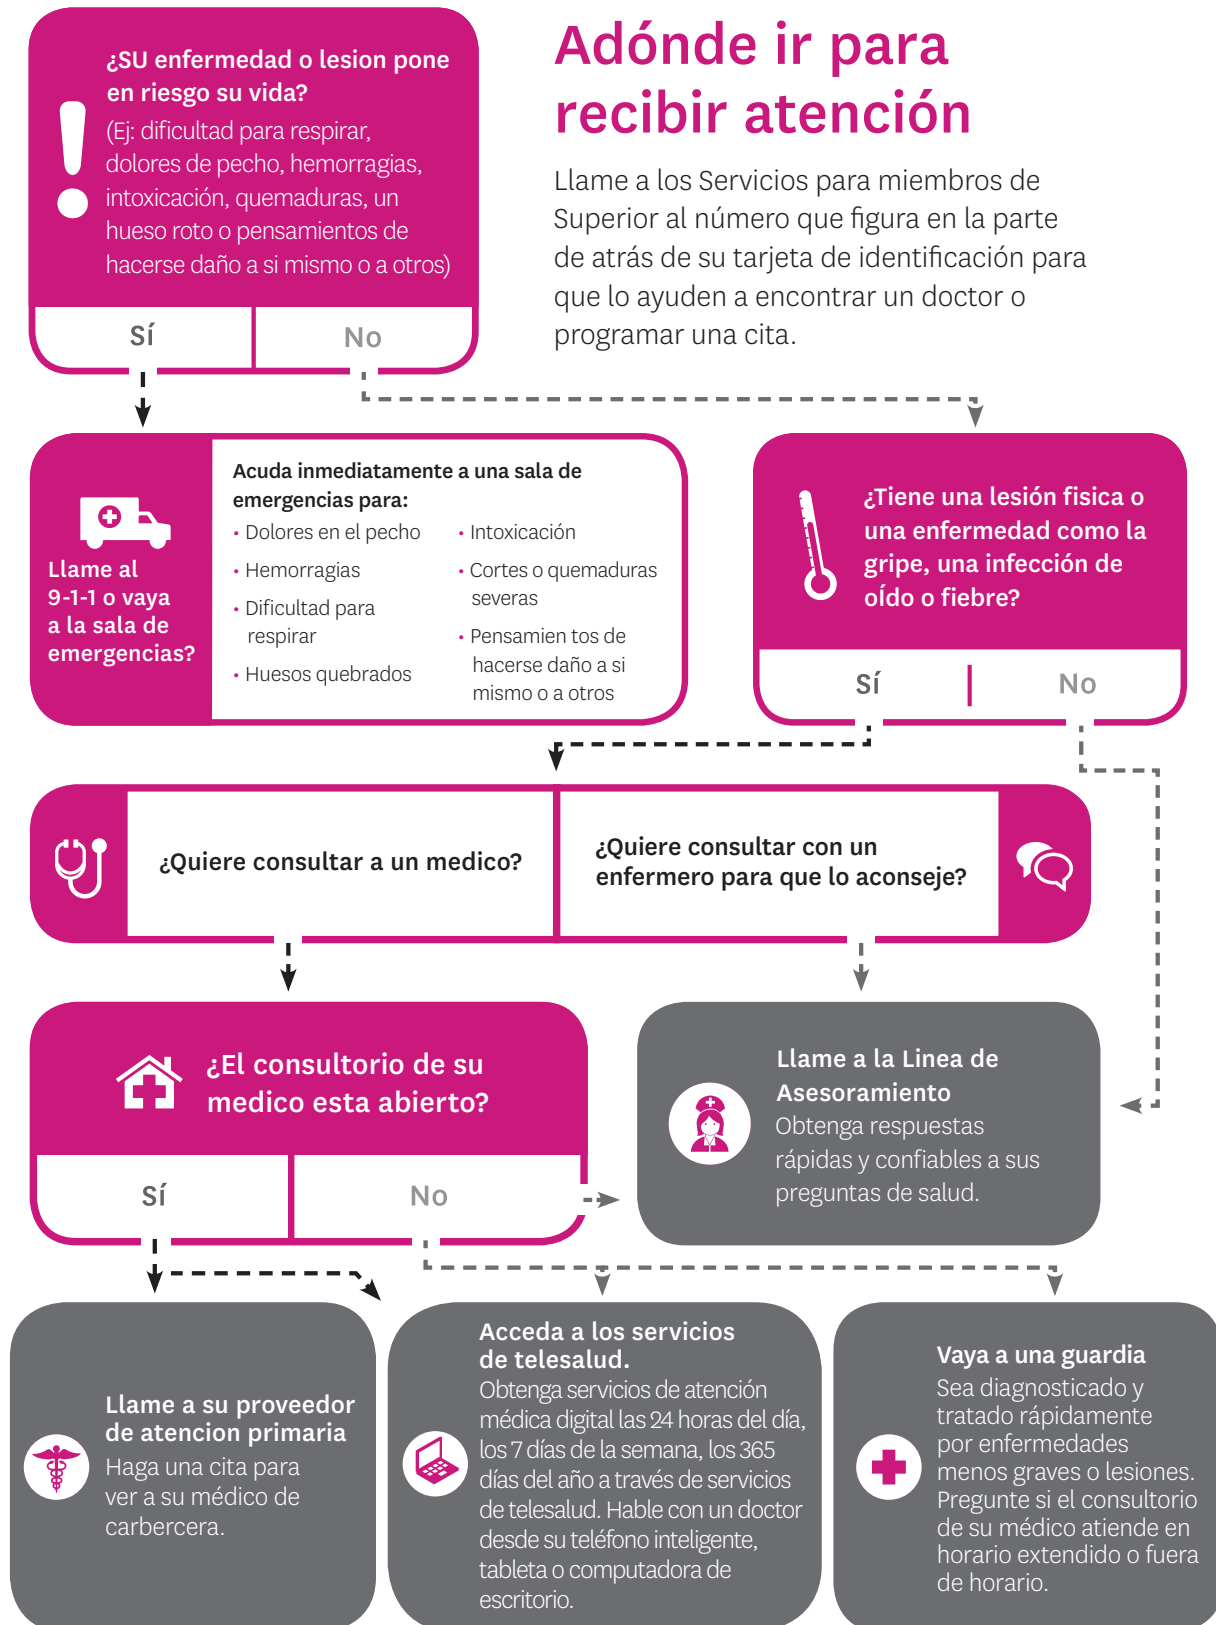 Adónde ir para
recibir atención
Llame a los Servicios para miembros de
Superior al número que figura en la parte
de atrás de su tarjeta de identificación para
que lo ayuden a encontrar un doctor o
programar una cita.
¿SU enfermedad o lesion pone
en riesgo su vida?
(Ej: dificultad para respirar,
dolores de pecho, hemorragias,
intoxicación, quemaduras, un
hueso roto o pensamientos de
hacerse daño a si mismo o a otros)
Sí
No
Llame al
9-1-1 o vaya
a la sala de
emergencias?
Acuda inmediatamente a una sala de
emergencias para:
• Dolores en el pecho
• Hemorragias
• Dificultad para
respirar
• Huesos quebrados
• Intoxicación
• Cortes o quemaduras
severas
• Pensamien tos de
hacerse daño a si
mismo o a otros
¿Tiene una lesión fisica o
una enfermedad como la
gripe, una infección de
oÍdo o fiebre?
Sí
No
¿Quiere consultar a un medico?
¿Quiere consultar con un
enfermero para que lo aconseje?
¿El consultorio de su
medico esta abierto?
Sí
No
Llame a la Linea de
Asesoramiento
Obtenga respuestas
rápidas y confiables a sus
preguntas de salud.
Llame a su proveedor
de atencion primaria
Haga una cita para
ver a su médico de
carbercera.
Acceda a los servicios
de telesalud.
Obtenga servicios de atención
médica digital las 24 horas del día,
los 7 días de la semana, los 365
días del año a través de servicios
de telesalud. Hable con un doctor
desde su teléfono inteligente,
tableta o computadora de
escritorio.
Vaya a una guardia
Sea diagnosticado y
tratado rápidamente
por enfermedades
menos graves o lesiones.
Pregunte si el consultorio
de su médico atiende en
horario extendido o fuera
de horario.